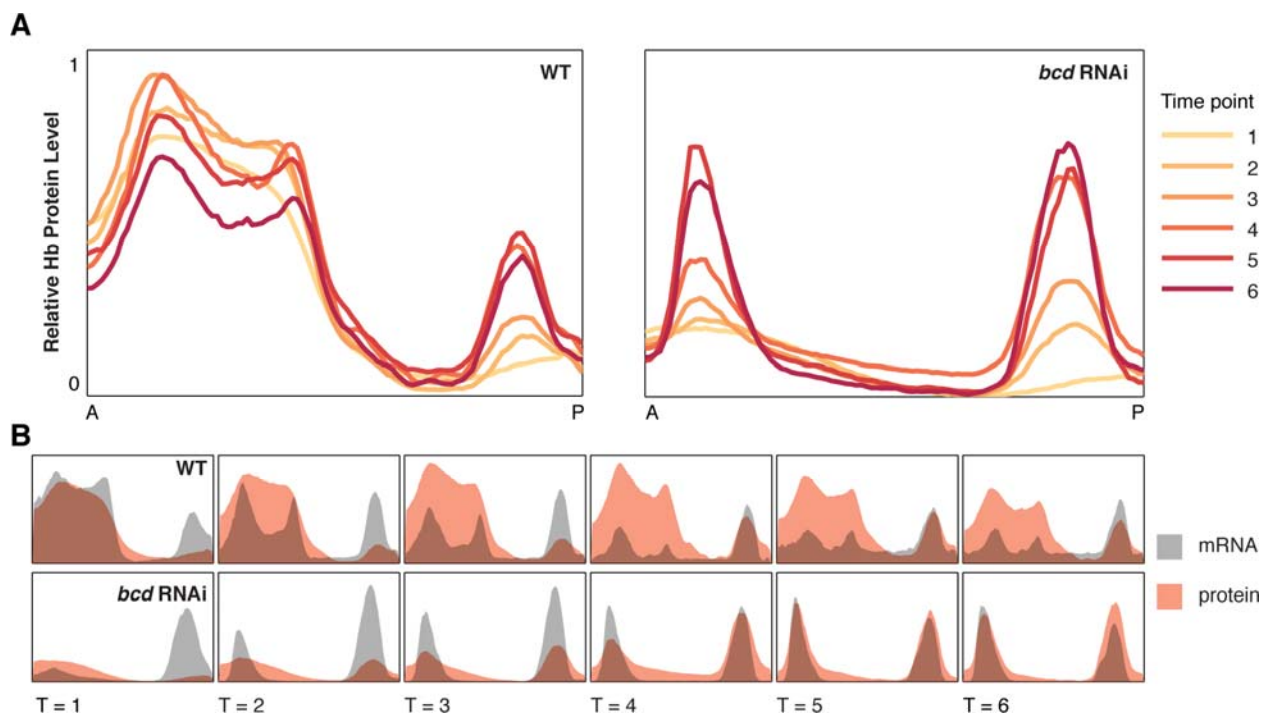 A
1
WT
bcd RNAi
Time point
1
2
3
4
5
6
Relative Hb Protein Level
0
A
P
A
P
B
WT
bcd RNAi
mRNA
protein
T = 1
T = 2
T = 3
T = 4
T = 5
T = 6